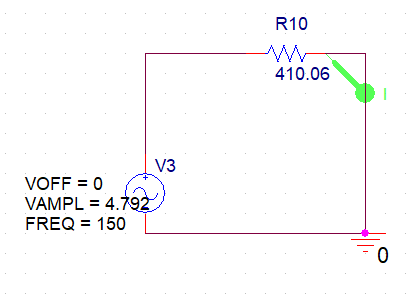 R10
410.06
I
V3
VOFF = 0
VAMPL = 4.792
FREQ = 150
0